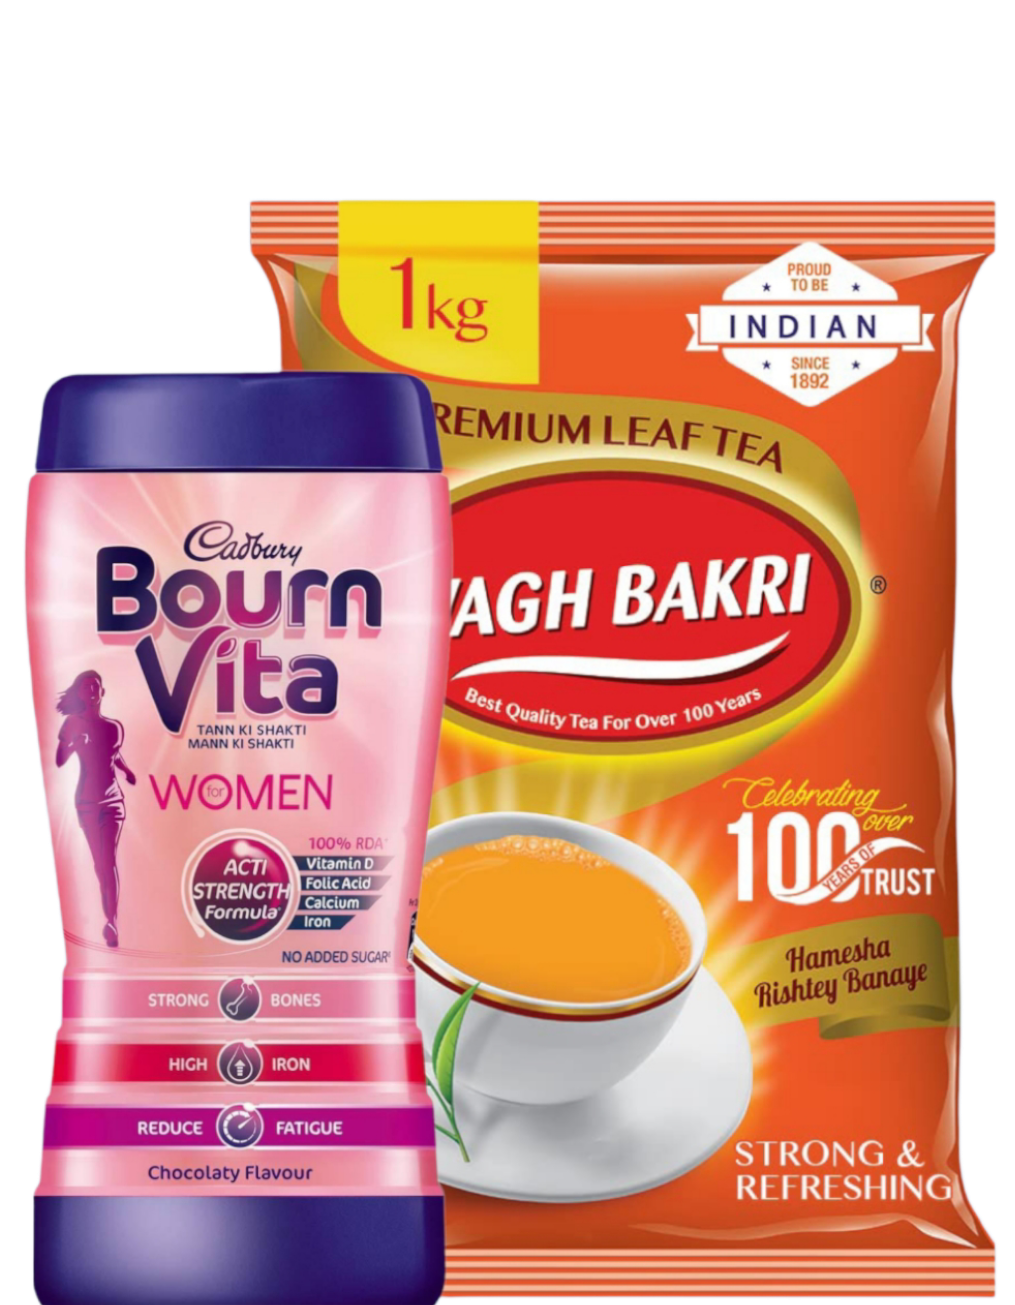 1kg
PROUD
TO BE
INDIAN
SINCE
1892
REMIUM LEAF TEA
WAGH BAKRI
®
Best Quality Tea For Over 100 Years
Celebrating
over
100
YEARS OF
TRUST
Hamesha
Rishtey Banaye
STRONG &
REFRESHING
Cadbury
Bourn
Vita
TANN KI SHAKTI
MANN KI SHAKTI
for
WOMEN
100% RDA*
ACTI
STRENGTH
Formula
Vitamin D
Folic Acid
Calcium
Iron
NO ADDED SUGAR
STRONG BONES
HIGH IRON
REDUCE FATIGUE
Chocolaty Flavour